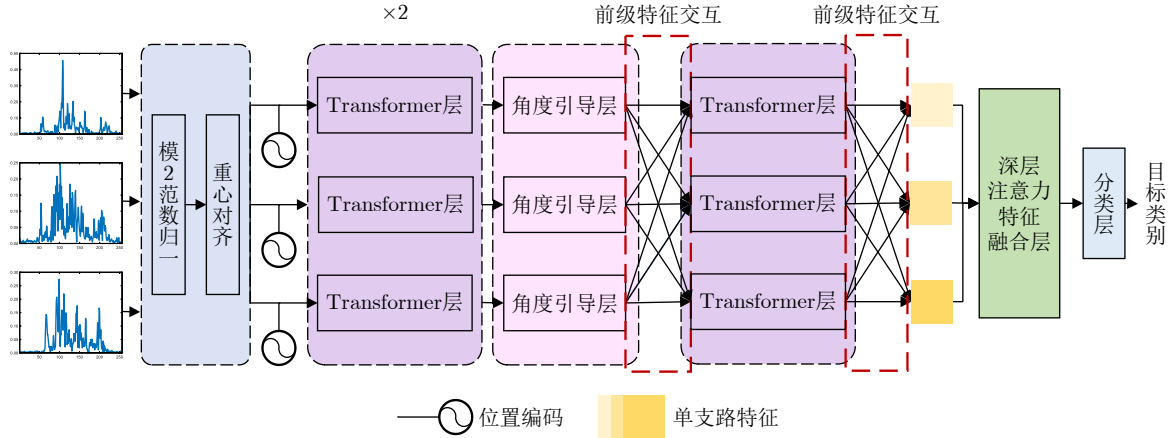 ×2
前级特征交互
前级特征交互
模2范数归一
重心对齐
Transformer层
角度引导层
Transformer层
Transformer层
角度引导层
Transformer层
Transformer层
角度引导层
Transformer层
深层
注意力
特征
融合层
分类层
目标类别
位置编码
单支路特征